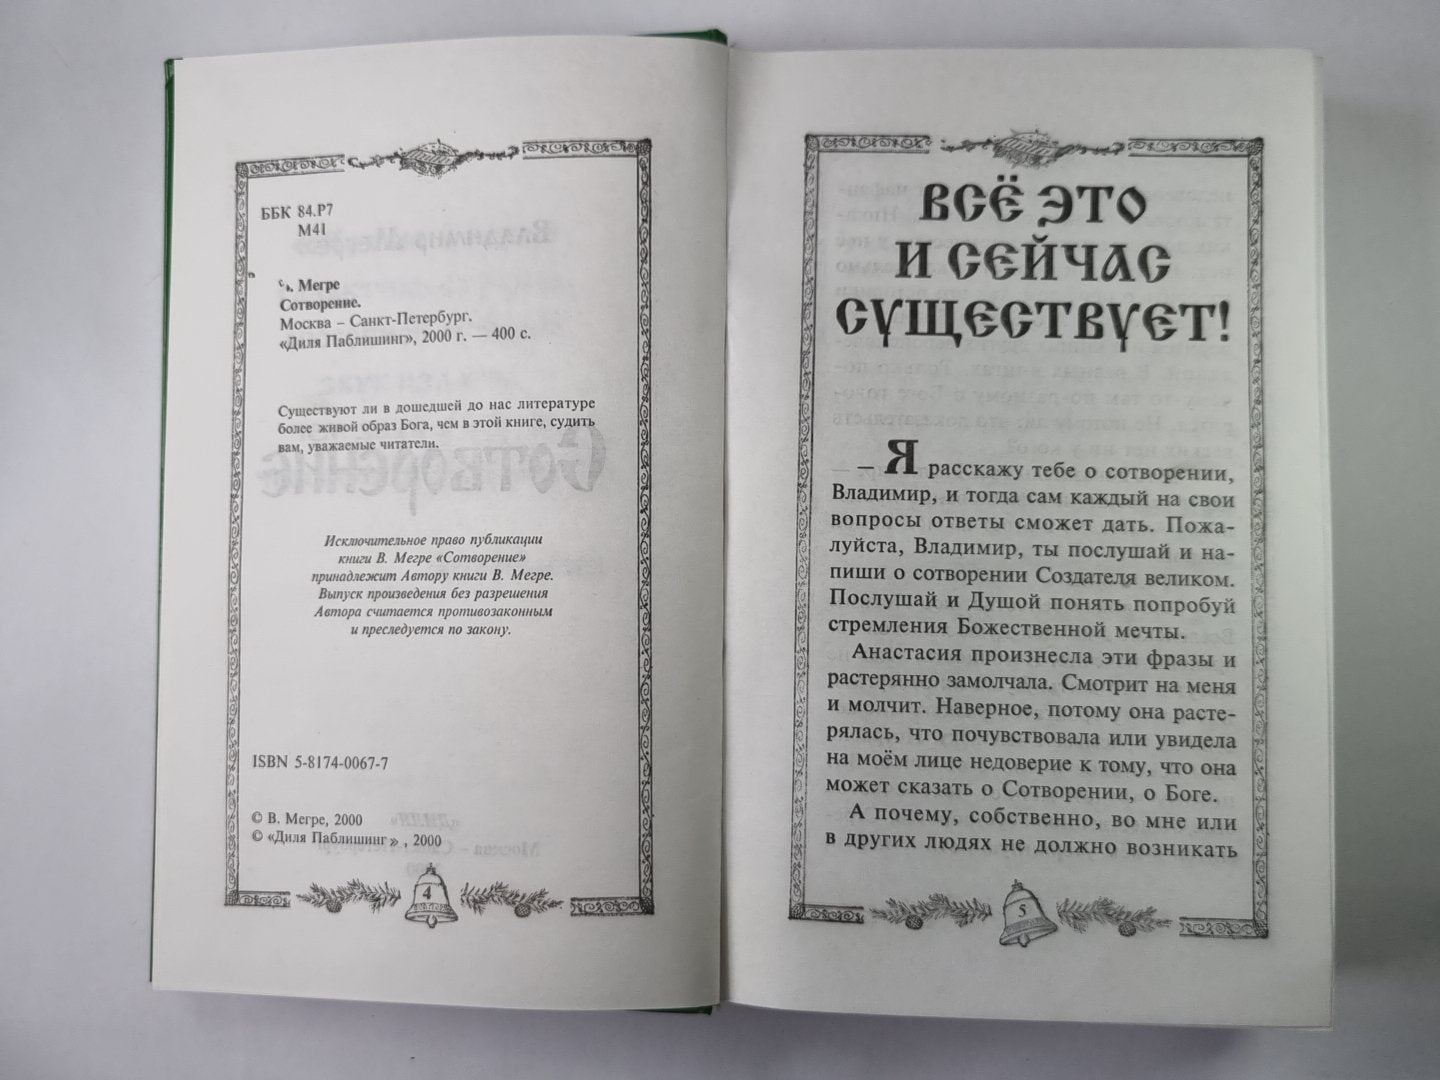 ББК 84.Р7
М41
Мегре
Сотворение.
Москва – Санкт-Петербург.
«Диля Паблишинг», 2000 г. — 400 с.
Существуют ли в дошедшей до нас литературе
более живой образ Бога, чем в этой книге, судить
вам, уважаемые читатели.
Исключительное право публикации
книги В. Мегре «Сотворение»
принадлежит Автору книги В. Мегре.
Выпуск произведения без разрешения
Автора считается противозаконным
и преследуется по закону.
ISBN 5-8174-0067-7
© В. Мегре, 2000
© «Диля Паблишинг» , 2000
4
ВСЁ ЭТО
И СЕЙЧАС
СУЩЕСТВУЕТ!
– Я расскажу тебе о сотворении,
Владимир, и тогда сам каждый на свои
вопросы ответы сможет дать. Пожа-
луйста, Владимир, ты послушай и на-
пиши о сотворении Создателя великом.
Послушай и Душой понять попробуй
стремления Божественной мечты.
Анастасия произнесла эти фразы и
растерянно замолчала. Смотрит на меня
и молчит. Наверное, потому она расте-
рялась, что почувствовала или увидела
на моём лице недоверие к тому, что она
может сказать о Сотворении, о Боге.
А почему, собственно, во мне или
в других людях не должно возникать
5